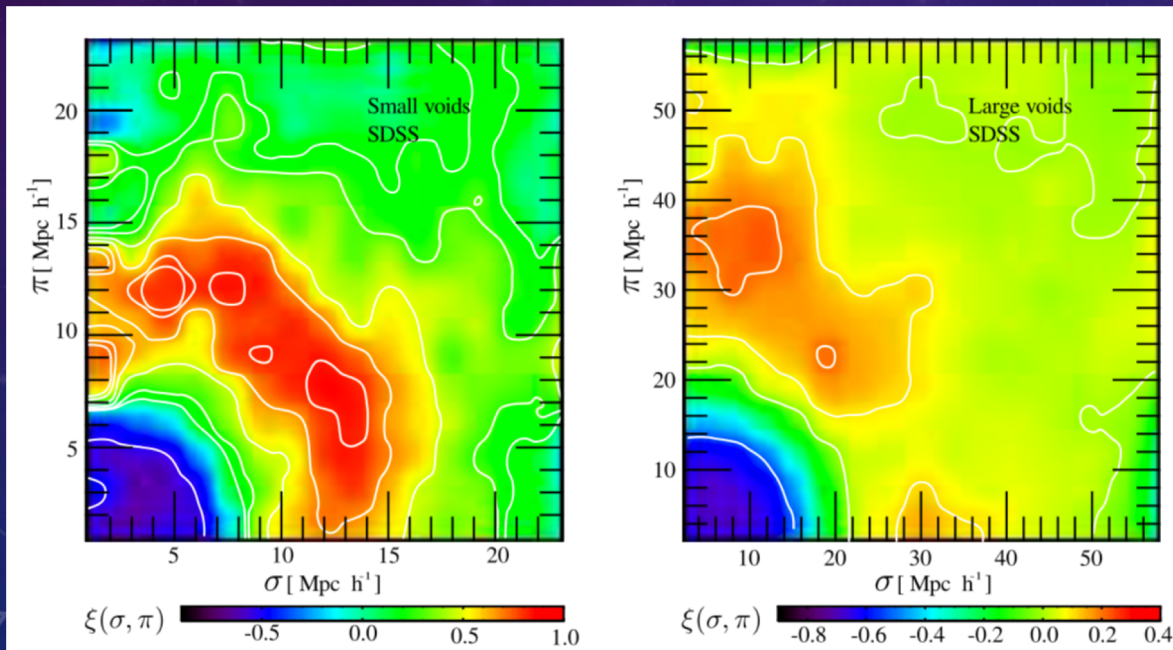 Small voids
SDSS
20
15
10
5
π [ Mpc h⁻¹]
5 10 15 20
σ [ Mpc h⁻¹]
ξ(σ, π)
-0.5 0.0 0.5 1.0
Large voids
SDSS
50
40
30
20
10
π [ Mpc h⁻¹]
10 20 30 40 50
σ [ Mpc h⁻¹]
ξ(σ, π)
-0.8 -0.6 -0.4 -0.2 0.0 0.2 0.4